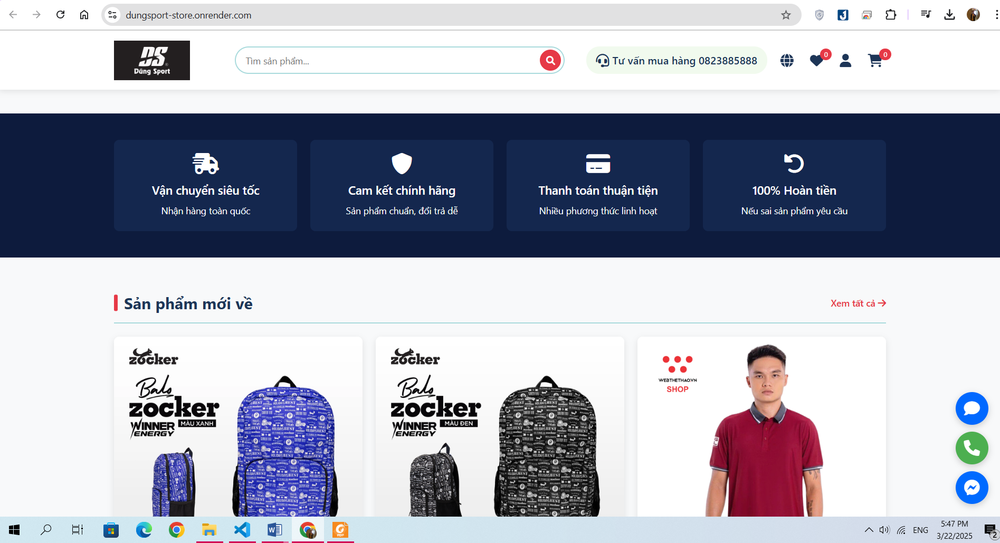 dungsport-store.onrender.com
DS
Dũng Sport
Tìm sản phẩm...
Tư vấn mua hàng 0823885888
0
0
Vận chuyển siêu tốc
Nhận hàng toàn quốc
Cam kết chính hãng
Sản phẩm chuẩn, đổi trả dễ
Thanh toán thuận tiện
Nhiều phương thức linh hoạt
100% Hoàn tiền
Nếu sai sản phẩm yêu cầu
Sản phẩm mới về
Xem tất cả
zocker
Balo
zocker
WINNER
ENERGY
MÀU XANH
zocker
Balo
zocker
WINNER
ENERGY
MÀU ĐEN
WEBTHETHAO.VN
SHOP
ENG
5:47 PM
3/22/2025
2